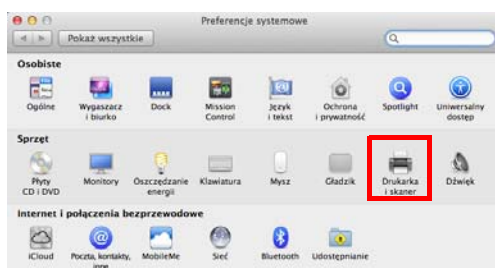 Preferencje systemowe
Pokaż wszystkie
Osobiste
Ogólne
Wygaszacz
i biurko
Dock
Mission
Control
Język
i tekst
Ochrona
i prywatność
Spotlight
Uniwersalny
dostęp
Sprzęt
Płyty
CD i DVD
Monitory
Oszczędzanie
energii
Klawiatura
Mysz
Gładzik
Drukarka
i skaner
Dźwięk
Internet i połączenia bezprzewodowe
iCloud
Poczta, kontakty,
inne
MobileMe
Sieć
Bluetooth
Udostępnianie